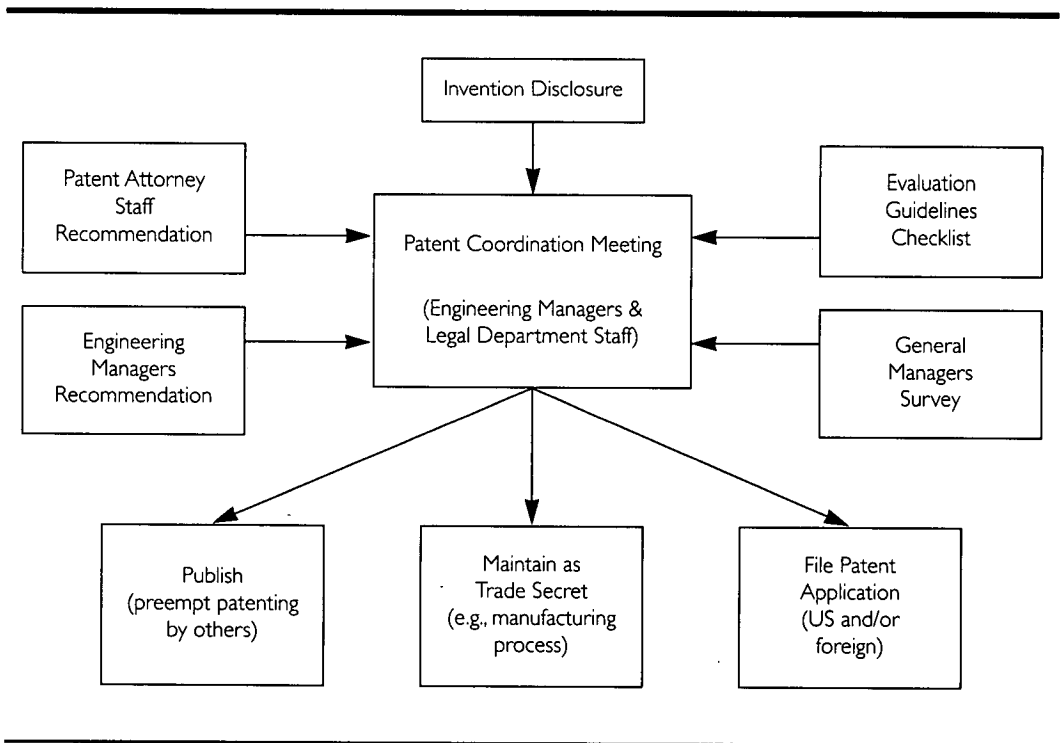 Invention Disclosure
Patent Attorney
Staff
Recommendation
Evaluation
Guidelines
Checklist
Patent Coordination Meeting
(Engineering Managers &
Legal Department Staff)
Engineering
Managers
Recommendation
General
Managers
Survey
Publish
(preempt patenting
by others)
Maintain as
Trade Secret
(e.g., manufacturing
process)
File Patent
Application
(US and/or
foreign)